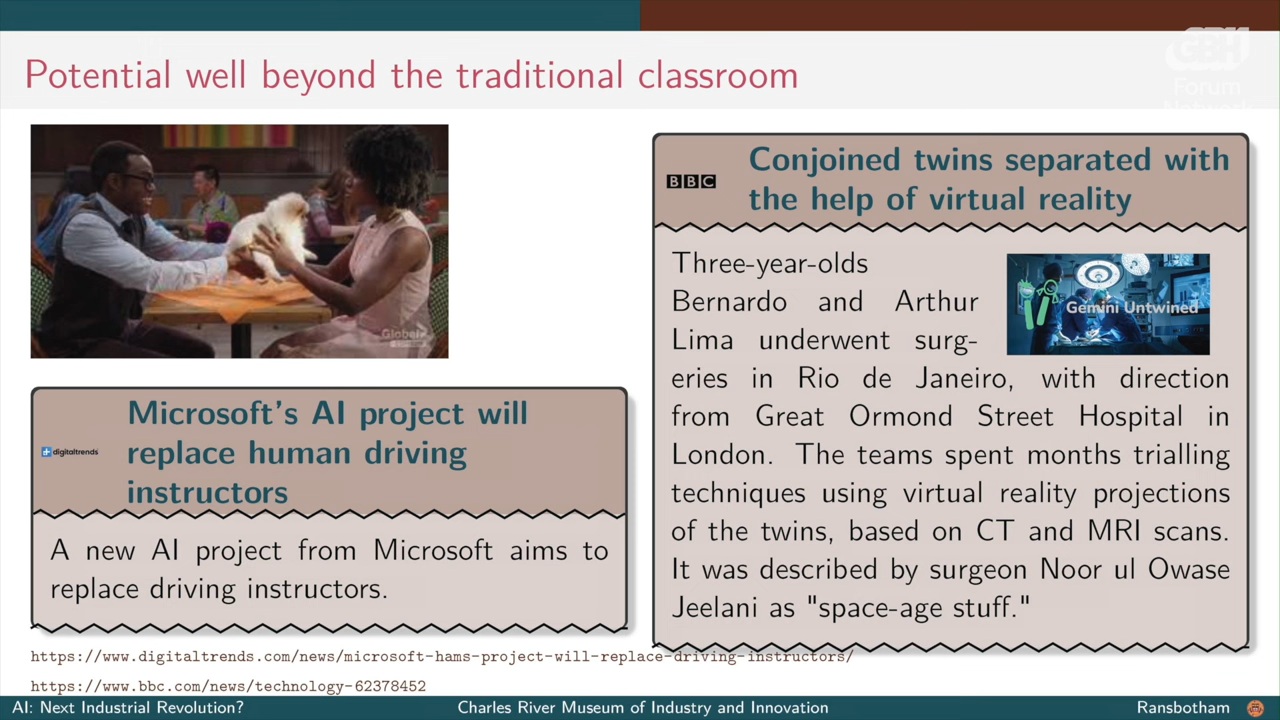 GBH
Forum
Network
Potential well beyond the traditional classroom
Global
BBC
Conjoined twins separated with
the help of virtual reality
Three-year-olds
Bernardo and Arthur
Lima underwent surg-
eries in Rio de Janeiro, with direction
from Great Ormond Street Hospital in
London. The teams spent months trialling
techniques using virtual reality projections
of the twins, based on CT and MRI scans.
It was described by surgeon Noor ul Owase
Jeelani as "space-age stuff."
Gemini Untwined
digitaltrends
Microsoft's AI project will
replace human driving
instructors
A new AI project from Microsoft aims to
replace driving instructors.
https://www.digitaltrends.com/news/microsoft-hams-project-will-replace-driving-instructors/
https://www.bbc.com/news/technology-62378452
AI: Next Industrial Revolution?
Charles River Museum of Industry and Innovation
Ransbotham